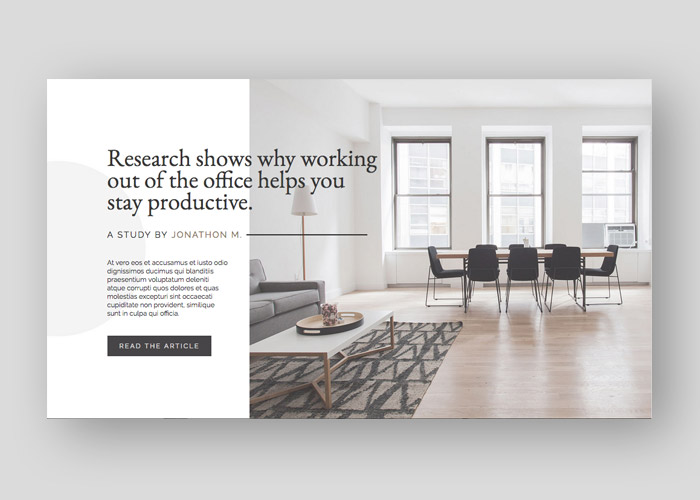 Research shows why working
out of the office helps you
stay productive.
A STUDY BY JONATHON M.
At vero eos et accusamus et iusto odio
dignissimos ducimus qui blanditiis
praesentium voluptatum deleniti
atque corrupti quos dolores et quas
molestias excepturi sint occaecati
cupiditate non provident, similique
sunt in culpa qui officia.
READ THE ARTICLE